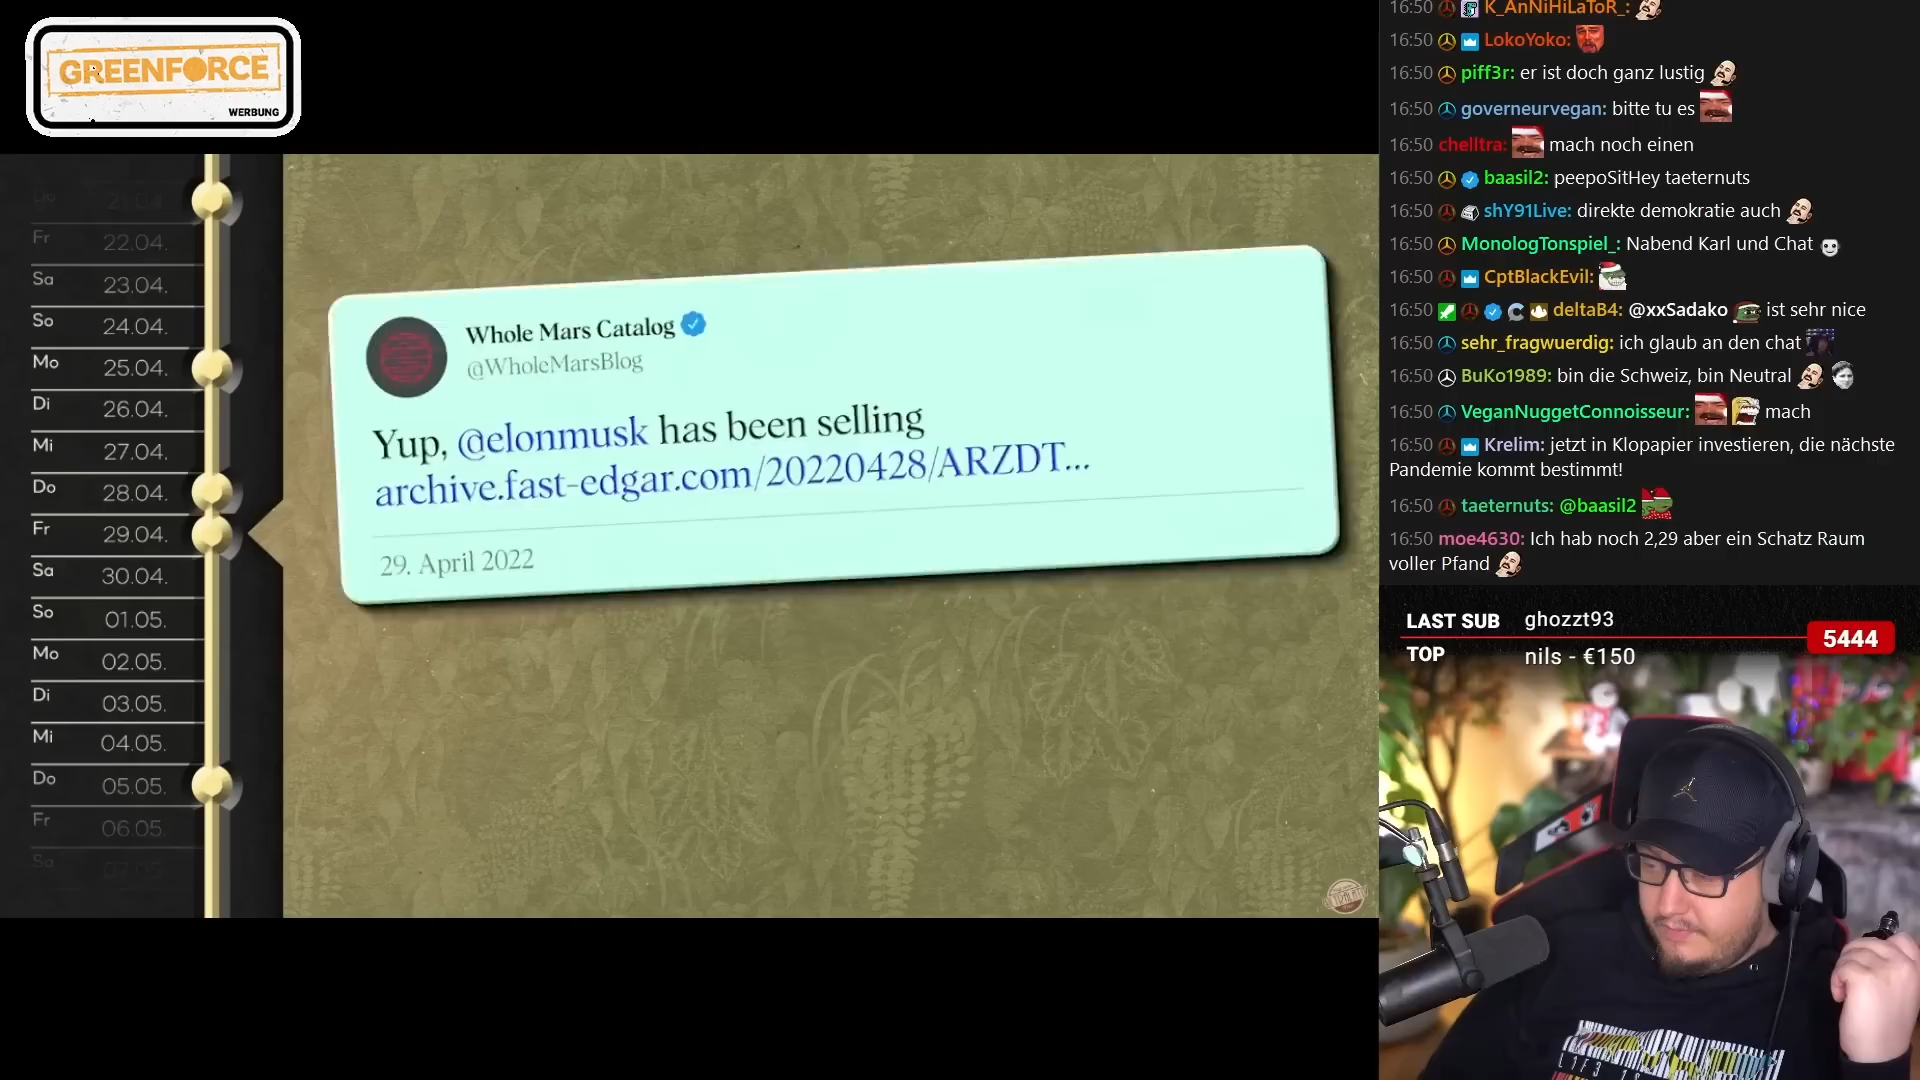 GREENFORCE
WERBUNG
Fr 22.04.
Sa 23.04.
So 24.04.
Mo 25.04.
Di 26.04.
Mi 27.04.
Do 28.04.
Fr 29.04.
Sa 30.04.
So 01.05.
Mo 02.05.
Di 03.05.
Mi 04.05.
Do 05.05.
Fr 06.05.
Sa 07.05.
Whole Mars Catalog
@WholeMarsBlog
Yup, @elonmusk has been selling
archive.fast-edgar.com/20220428/ARZDT...
29. April 2022
16:50 K_AnNiHiLaToR_:
16:50 LokoYoko:
16:50 piff3r: er ist doch ganz lustig
16:50 governeurvegan: bitte tu es
16:50 chelltra: mach noch einen
16:50 baasil2: peepoSitHey taeternuts
16:50 shY91Live: direkte demokratie auch
16:50 MonologTonspiel_: Nabend Karl und Chat
16:50 CptBlackEvil:
16:50 deltaB4: @xxSadako ist sehr nice
16:50 sehr_fragwuerdig: ich glaub an den chat
16:50 BuKo1989: bin die Schweiz, bin Neutral
16:50 VeganNuggetConnoisseur: mach
16:50 Krelim: jetzt in Klopapier investieren, die nächste
Pandemie kommt bestimmt!
16:50 taeternuts: @baasil2
16:50 moe4630: Ich hab noch 2,29 aber ein Schatz Raum
voller Pfand
LAST SUB ghozzt93
5444
TOP nils - €150